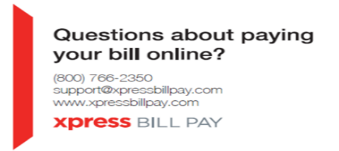 Questions about paying
your bill online?
(800) 766-2350
support@xpressbillpay.com
www.xpressbillpay.com
xpress BILL PAY